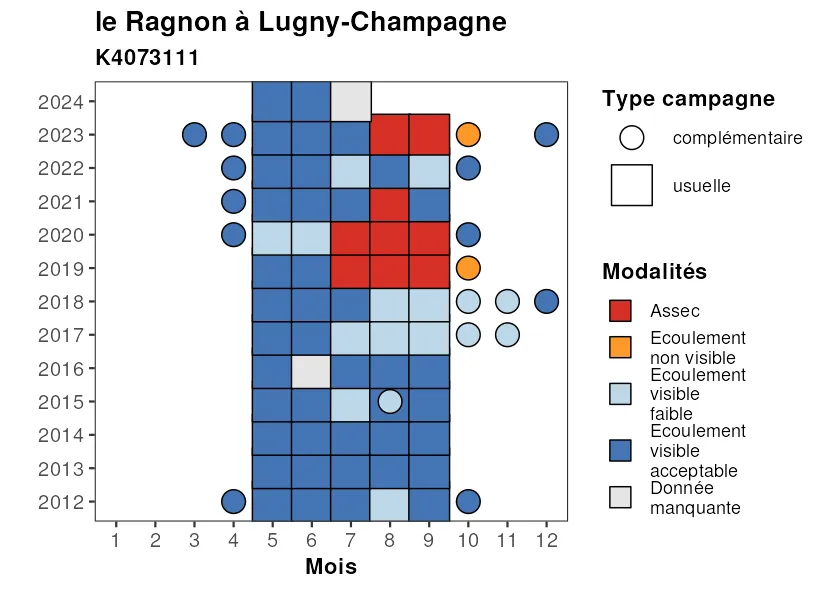 le Ragnon à Lugny-Champagne
K4073111
2024
2023
2022
2021
2020
2019
2018
2017
2016
2015
2014
2013
2012
1 2 3 4 5 6 7 8 9 10 11 12
Mois
Type campagne
complémentaire
usuelle
Modalités
Assec
Ecoulement
non visible
Ecoulement
visible
faible
Ecoulement
visible
acceptable
Donnée
manquante